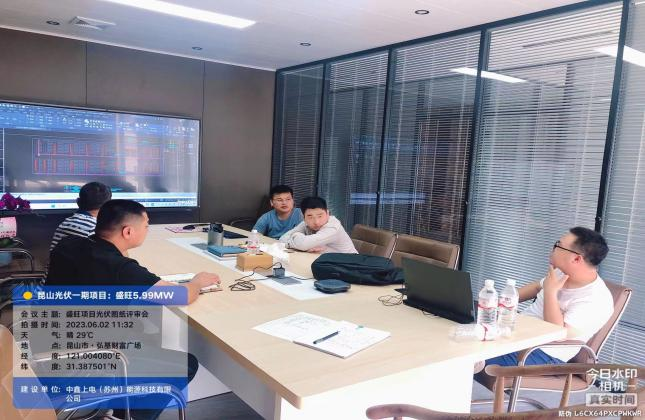 昆山光伏一期项目：盛旺5.99MW
会 议 主 题：盛旺项目光伏图纸评审会
拍 摄 时 间：2023.06.02 11:32
天 气：晴 29℃
地 点：昆山市·弘基财富广场
经 度：121.004080°E
纬 度：31.387501°N
建 设 单 位：中鑫上电（苏州）能源科技有限公司
今日水印
相机
真实时间
防伪 L6CX64PXCPWKWR